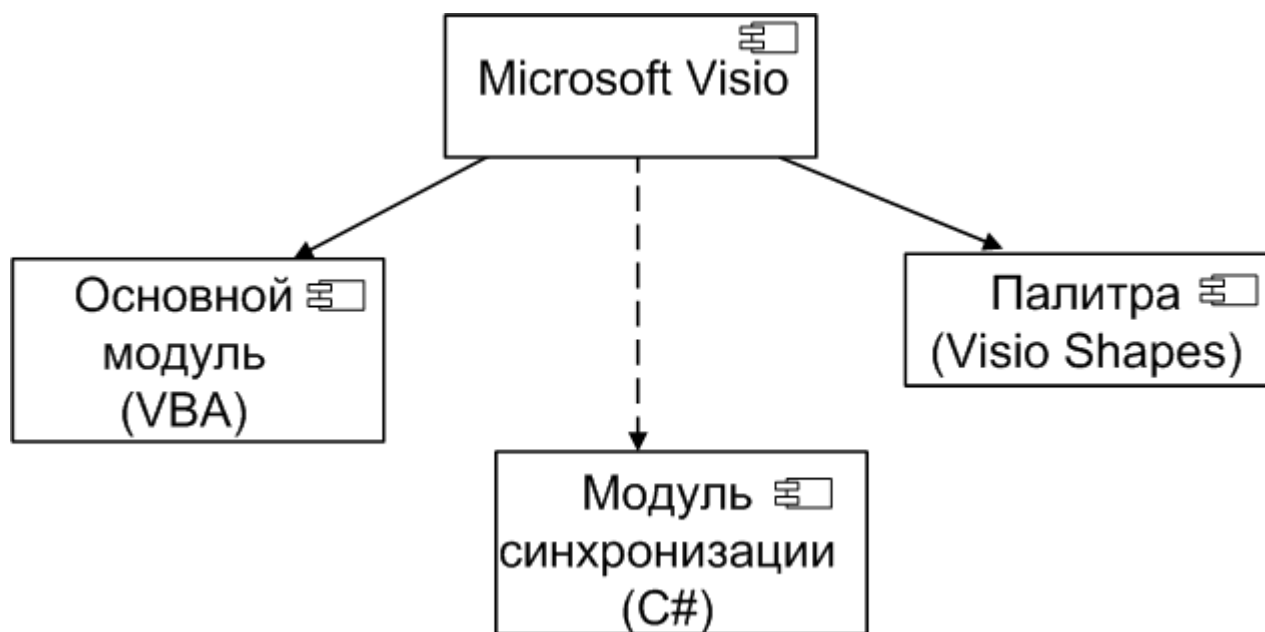 Microsoft Visio
Основной
модуль
(VBA)
Палитра
(Visio Shapes)
Модуль
синхронизации
(C#)